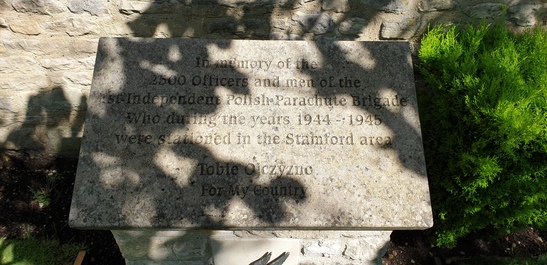 In memory of the
2500 Officers and men of the
1st Independent Polish Parachute Brigade
Who during the years 1944 - 1945
were stationed in the Stamford area
Tobie Ojczyzno
For My Country